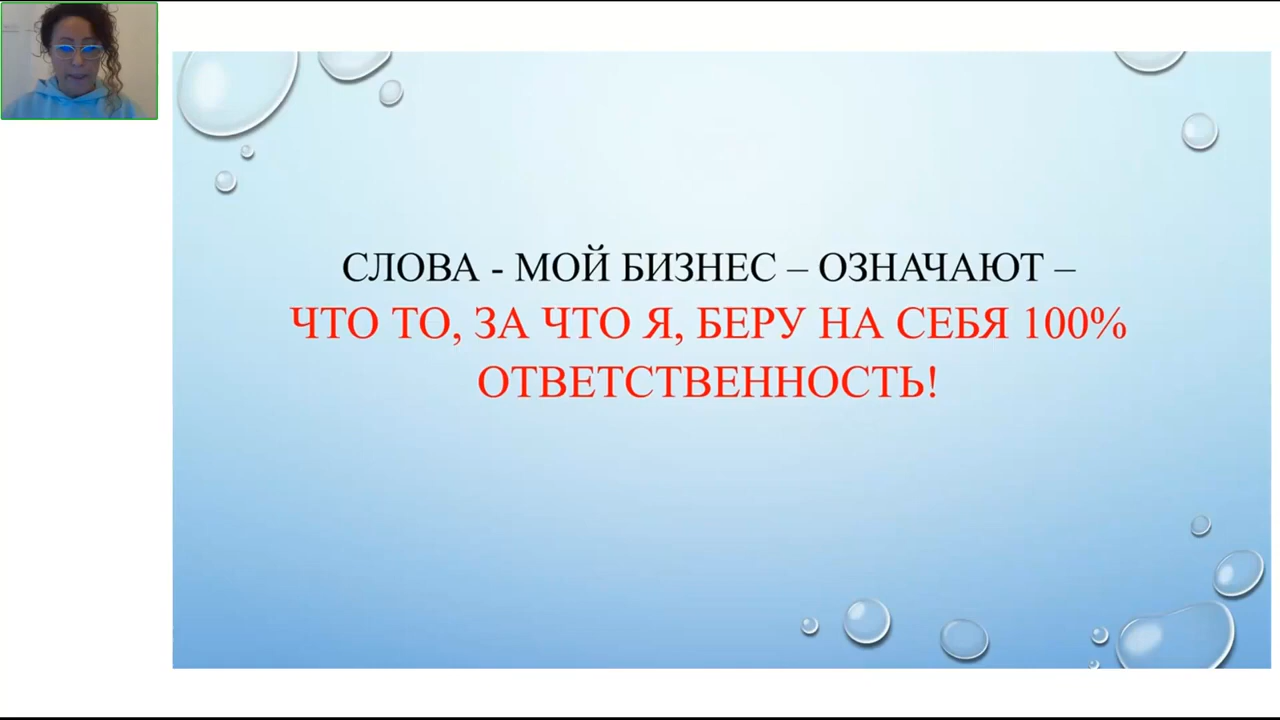 СЛОВА - МОЙ БИЗНЕС – ОЗНАЧАЮТ –
ЧТО ТО, ЗА ЧТО Я, БЕРУ НА СЕБЯ 100%
ОТВЕТСТВЕННОСТЬ!